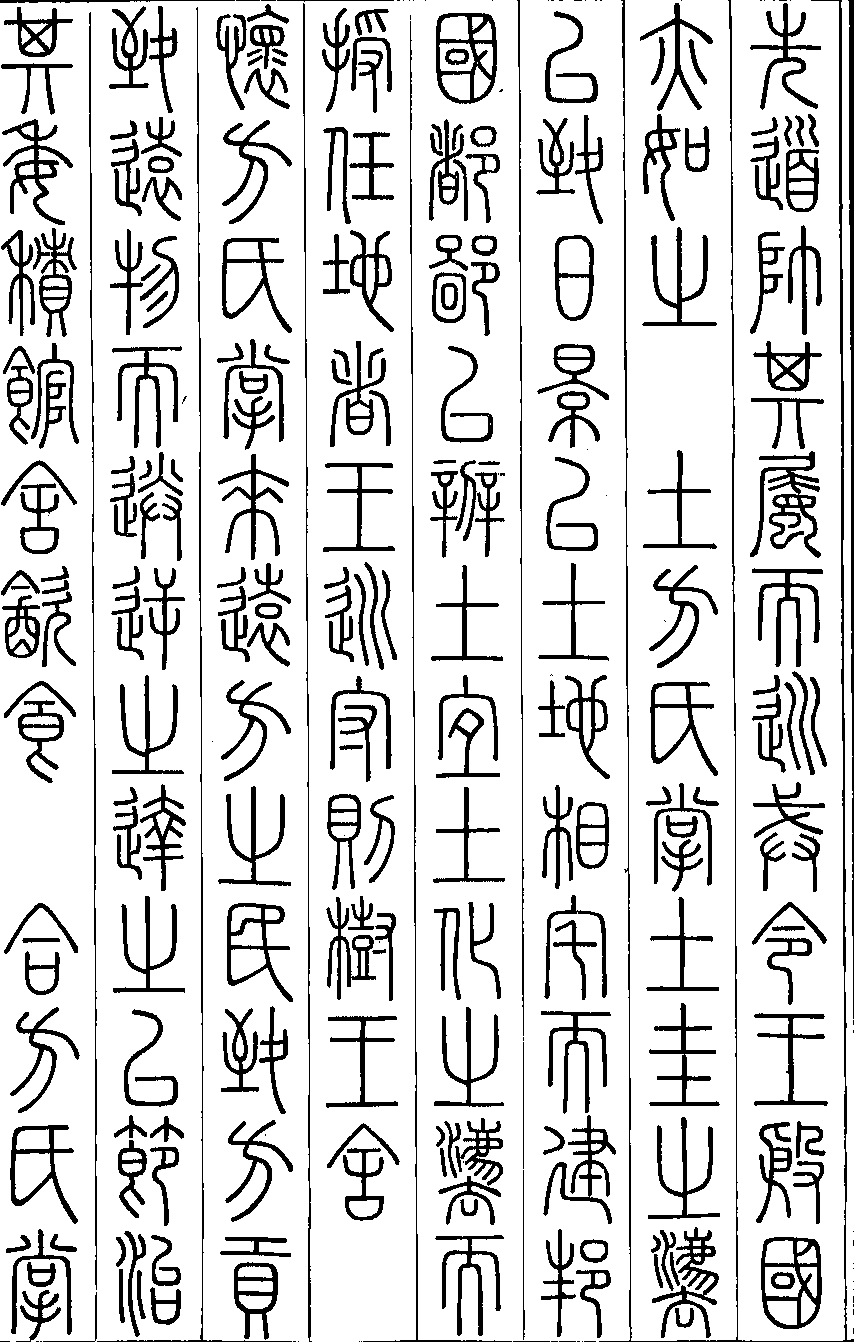 先道帥其屬而巡戒令王殷國
亦如之　土方氏掌土圭之灋
以致日景以土地相宅而建邦
國都鄙以辨土宜土化之灋而
授任地者王巡守則樹王舍
懷方氏掌來遠方之民致方貢
致遠物而送逆之達之以節治
其委積館舍飲食　合方氏掌